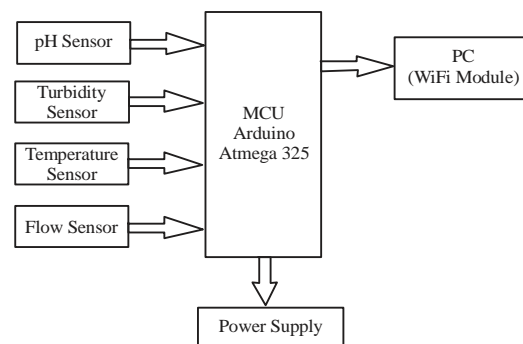 pH Sensor
Turbidity
Sensor
Temperature
Sensor
Flow Sensor
MCU
Arduino
Atmega 325
PC
(WiFi Module)
Power Supply